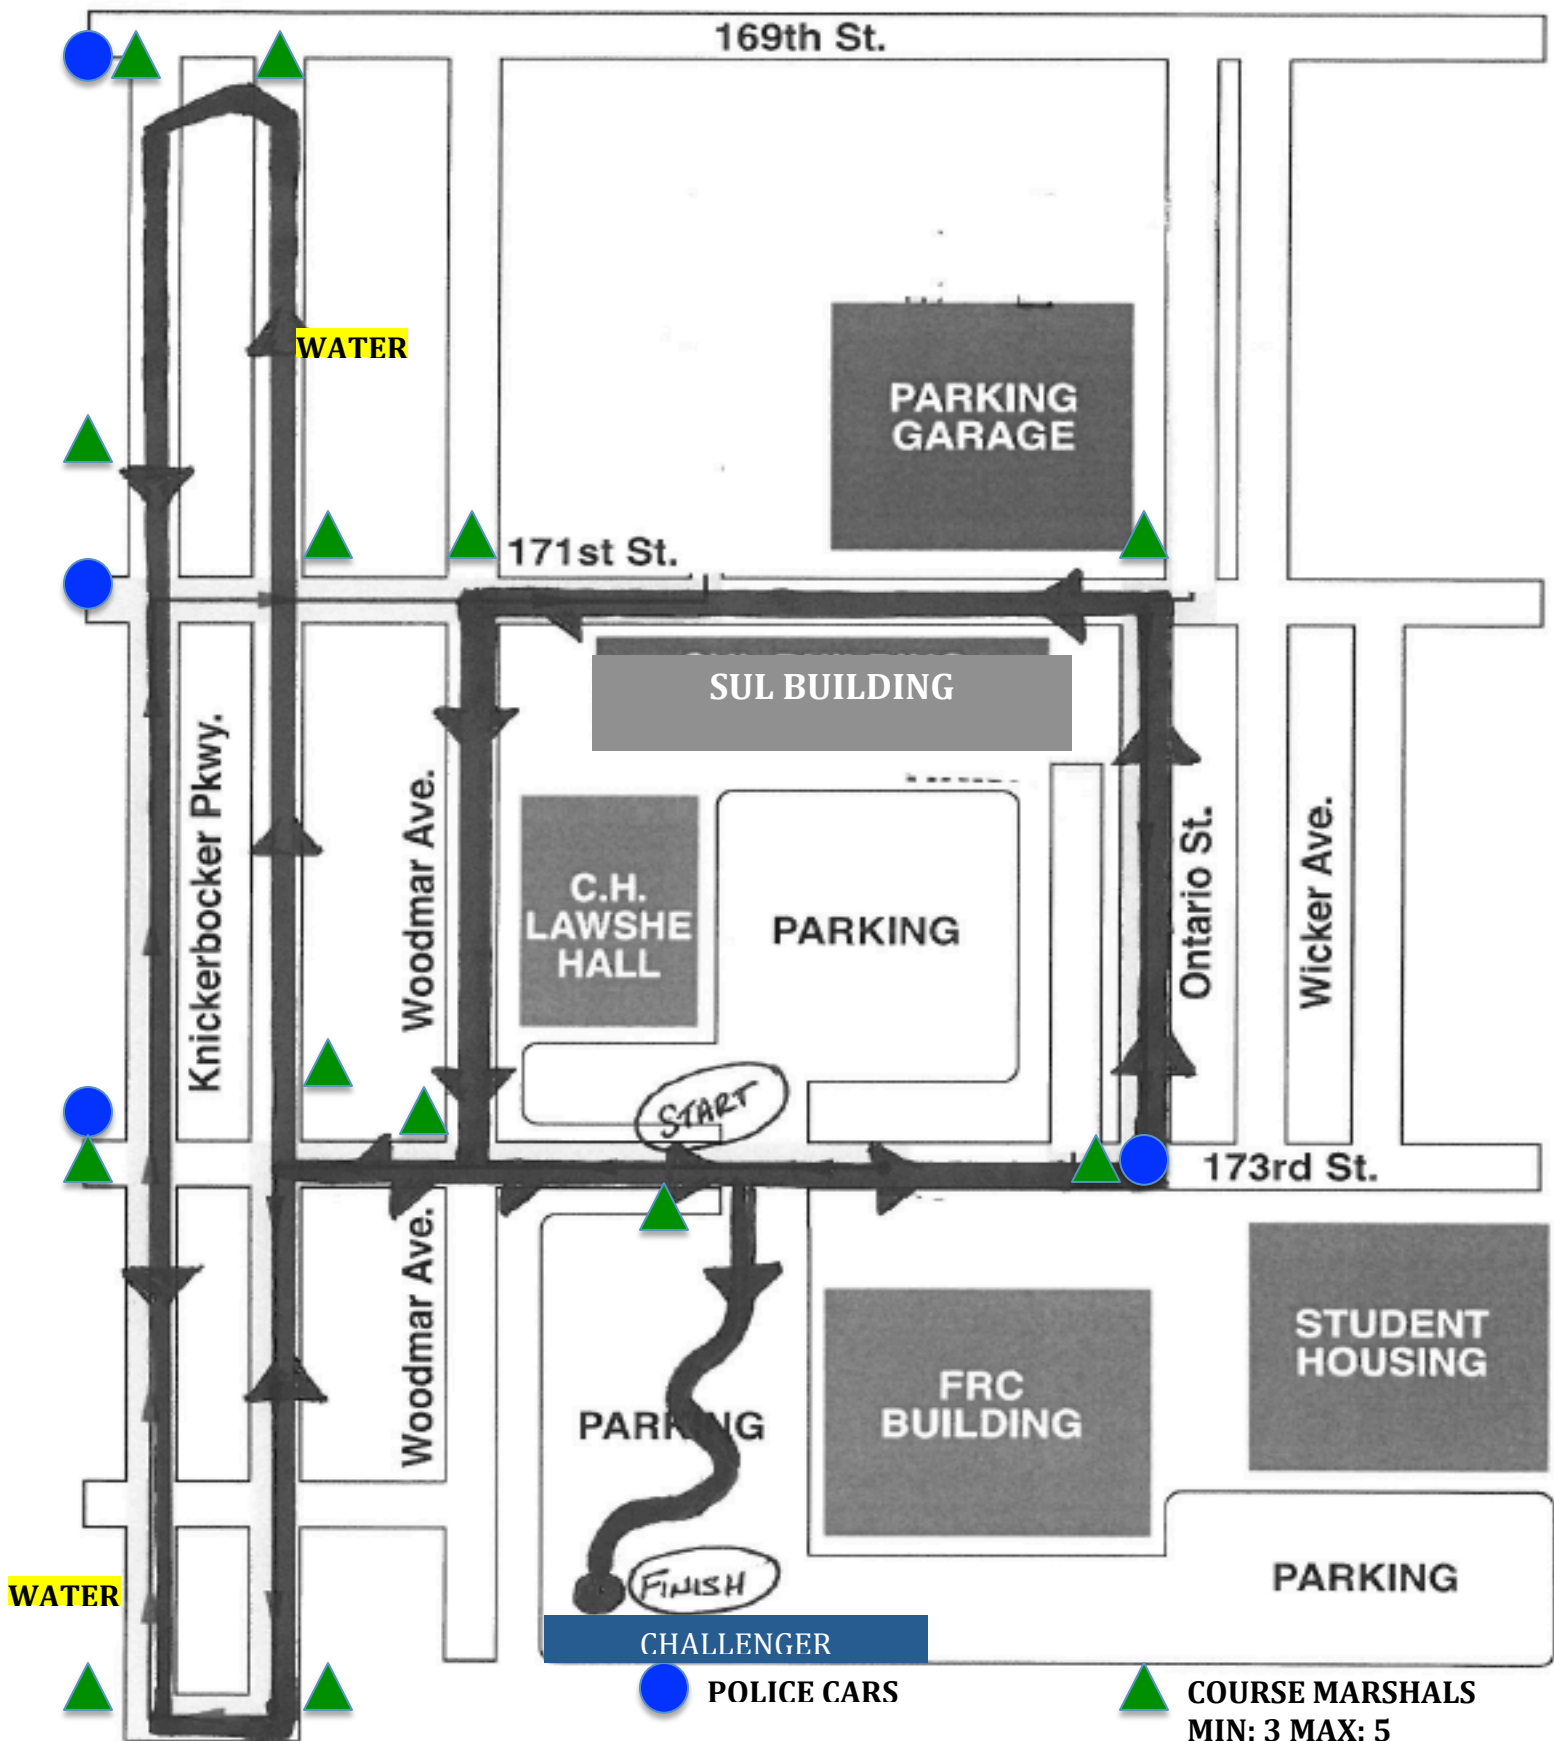 169th St.
WATER
PARKING
GARAGE
171st St.
SUL BUILDING
Knickerbocker Pkwy.
Woodmar Ave.
C.H.
LAWSHE
HALL
PARKING
Ontario St.
Wicker Ave.
START
173rd St.
Woodmar Ave.
PARKING
FRC
BUILDING
STUDENT
HOUSING
WATER
FINISH
PARKING
CHALLENGER
POLICE CARS
COURSE MARSHALS
MIN: 3 MAX: 5